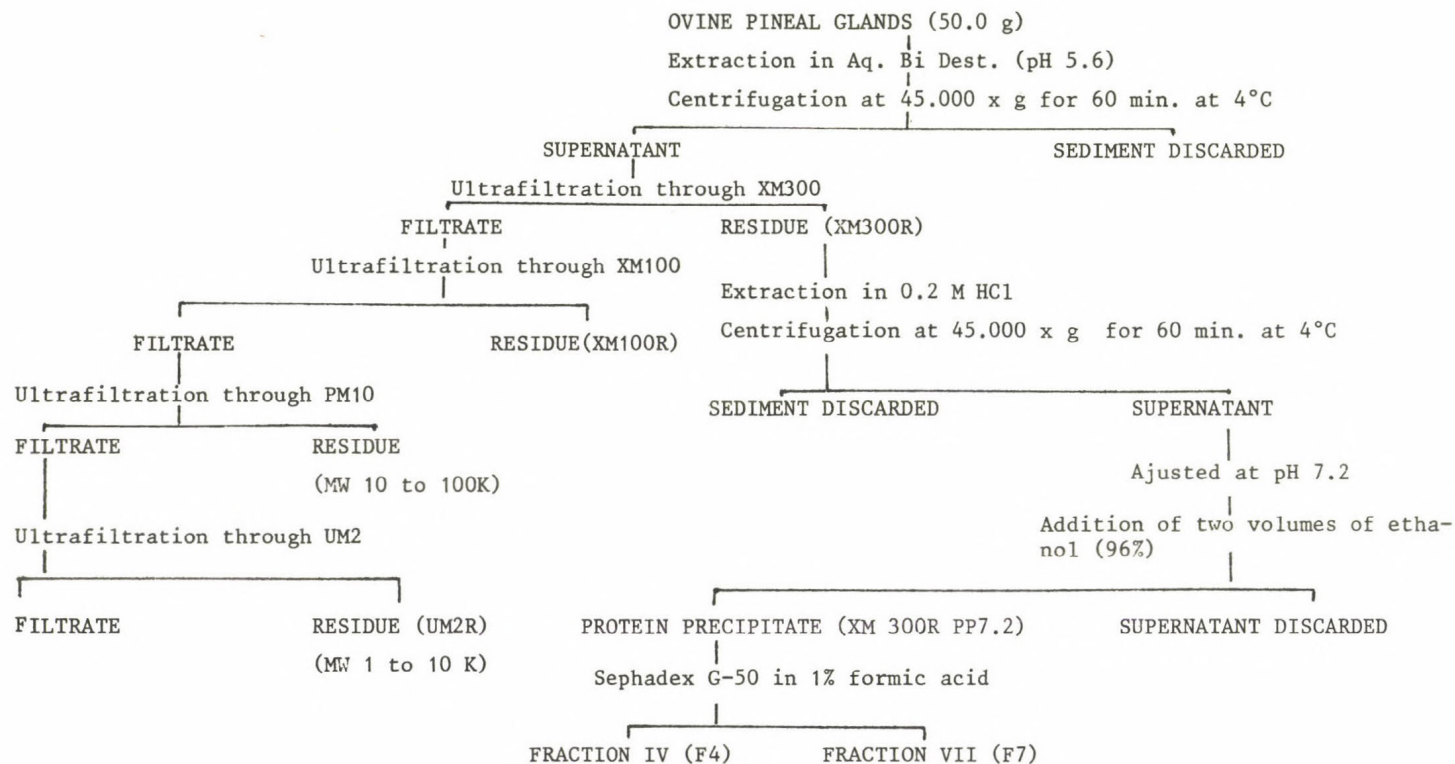 OVINE PINEAL GLANDS (50.0 g)
Extraction in Aq. Bi Dest. (pH 5.6)
Centrifugation at 45.000 x g for 60 min. at 4°C
SUPERNATANT
SEDIMENT DISCARDED
Ultrafiltration through XM300
FILTRATE
RESIDUE (XM300R)
Ultrafiltration through XM100
Extraction in 0.2 M HCl
Centrifugation at 45.000 x g for 60 min. at 4°C
FILTRATE
RESIDUE(XM100R)
Ultrafiltration through PM10
SEDIMENT DISCARDED
SUPERNATANT
FILTRATE
RESIDUE
(MW 10 to 100K)
Ajusted at pH 7.2
Ultrafiltration through UM2
Addition of two volumes of etha-
nol (96%)
FILTRATE
RESIDUE (UM2R)
(MW 1 to 10 K)
PROTEIN PRECIPITATE (XM 300R PP7.2)
SUPERNATANT DISCARDED
Sephadex G-50 in 1% formic acid
FRACTION IV (F4)
FRACTION VII (F7)